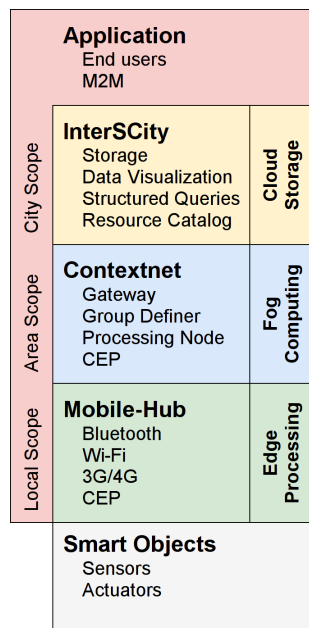 Application
End users
M2M
City Scope
InterSCity
Storage
Data Visualization
Structured Queries
Resource Catalog
Cloud
Storage
Area Scope
Contextnet
Gateway
Group Definer
Processing Node
CEP
Fog
Computing
Local Scope
Mobile-Hub
Bluetooth
Wi-Fi
3G/4G
CEP
Edge
Processing
Smart Objects
Sensors
Actuators